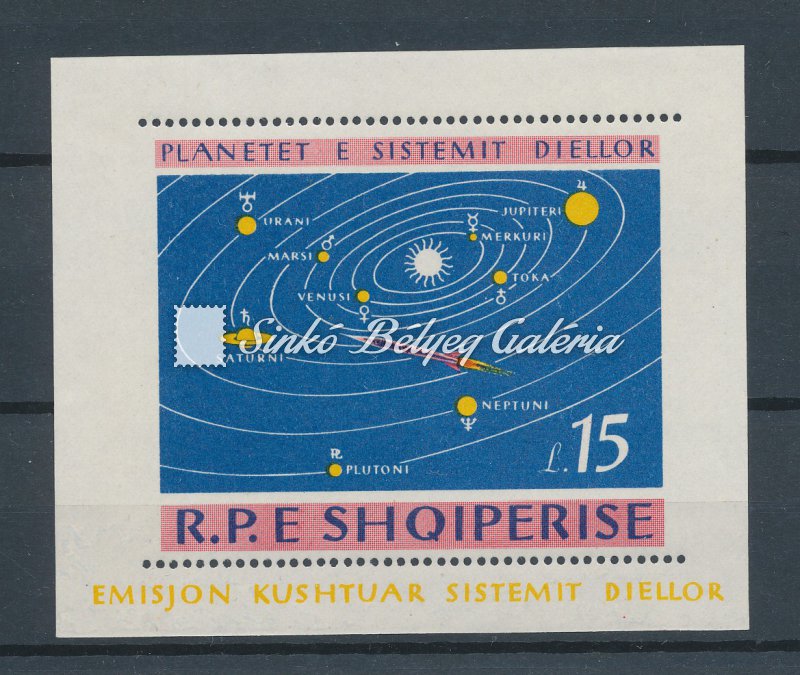 PLANETET E SISTEMIT DIELLOR
URANI
JUPITERI
MERKURI
MARSI
TOKA
VENUSI
Sinkó Bélyeg Galéria
SATURNI
NEPTUNI
L.15
PLUTONI
R.P.E SHQIPERISE
EMISJON KUSHTUAR SISTEMIT DIELLOR